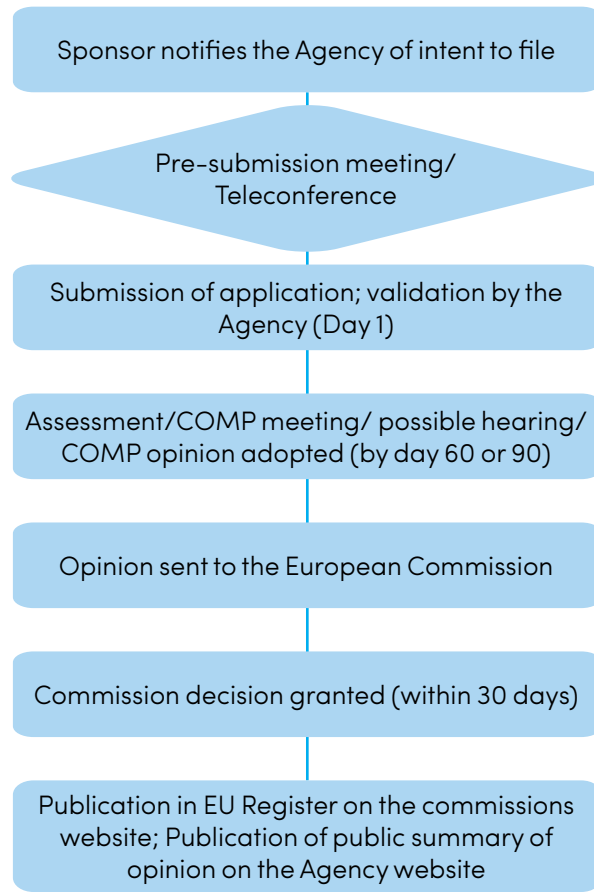 Sponsor notifies the Agency of intent to file
Pre-submission meeting/
Teleconference
Submission of application; validation by the
Agency (Day 1)
Assessment/COMP meeting/ possible hearing/
COMP opinion adopted (by day 60 or 90)
Opinion sent to the European Commission
Commission decision granted (within 30 days)
Publication in EU Register on the commissions
website; Publication of public summary of
opinion on the Agency website